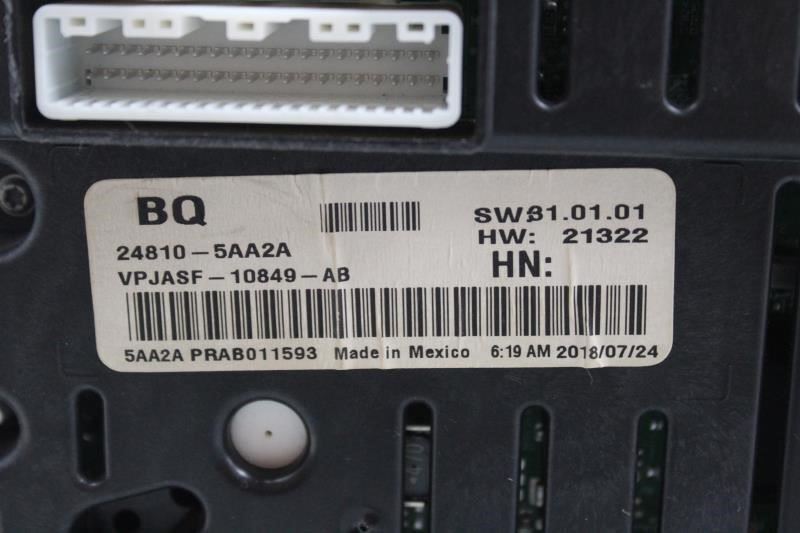 BQ
SW:31.01.01
24810-5AA2A
HW: 21322
VPJASF-10849-AB
HN:
5AA2A PRAB011593 Made in Mexico 6:19 AM 2018/07/24